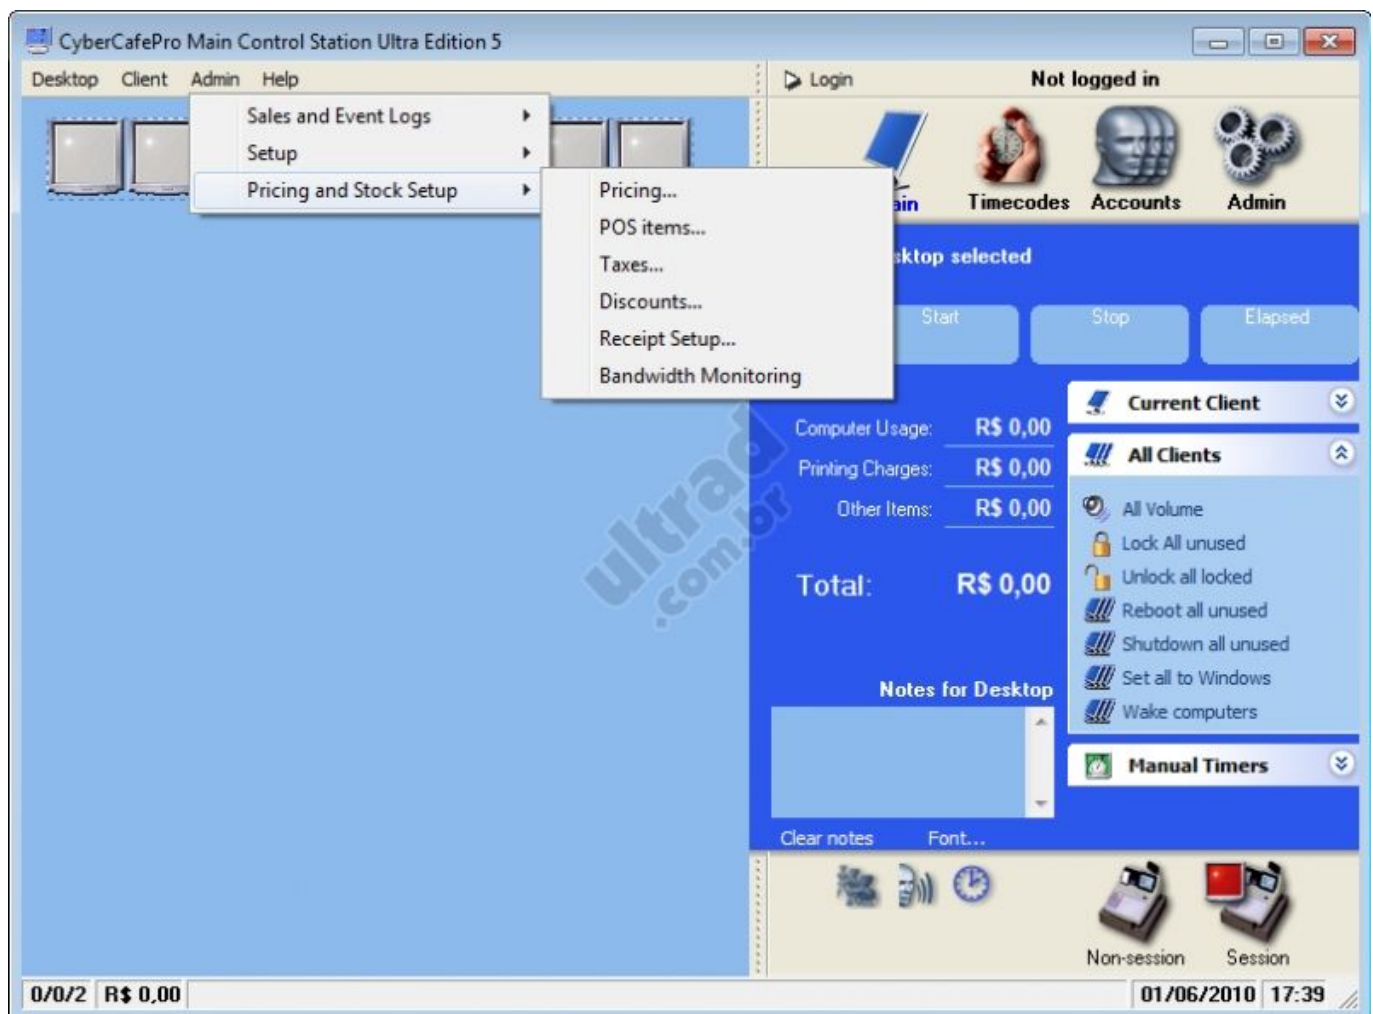 CyberCafePro Main Control Station Ultra Edition 5
Desktop Client Admin Help
Login
Not logged in
Sales and Event Logs
Setup
Pricing and Stock Setup
Pricing...
POS items...
Taxes...
Discounts...
Receipt Setup...
Bandwidth Monitoring
Timecodes Accounts Admin
selected
Start Stop Elapsed
Computer Usage: R$ 0,00
Printing Charges: R$ 0,00
Other Items: R$ 0,00
Total: R$ 0,00
Notes for Desktop
Clear notes Font...
Current Client
All Clients
All Volume
Lock All unused
Unlock all locked
Reboot all unused
Shutdown all unused
Set all to Windows
Wake computers
Manual Timers
Non-session Session
ultrad
.com.br
0/0/2 R$ 0,00
01/06/2010 17:39